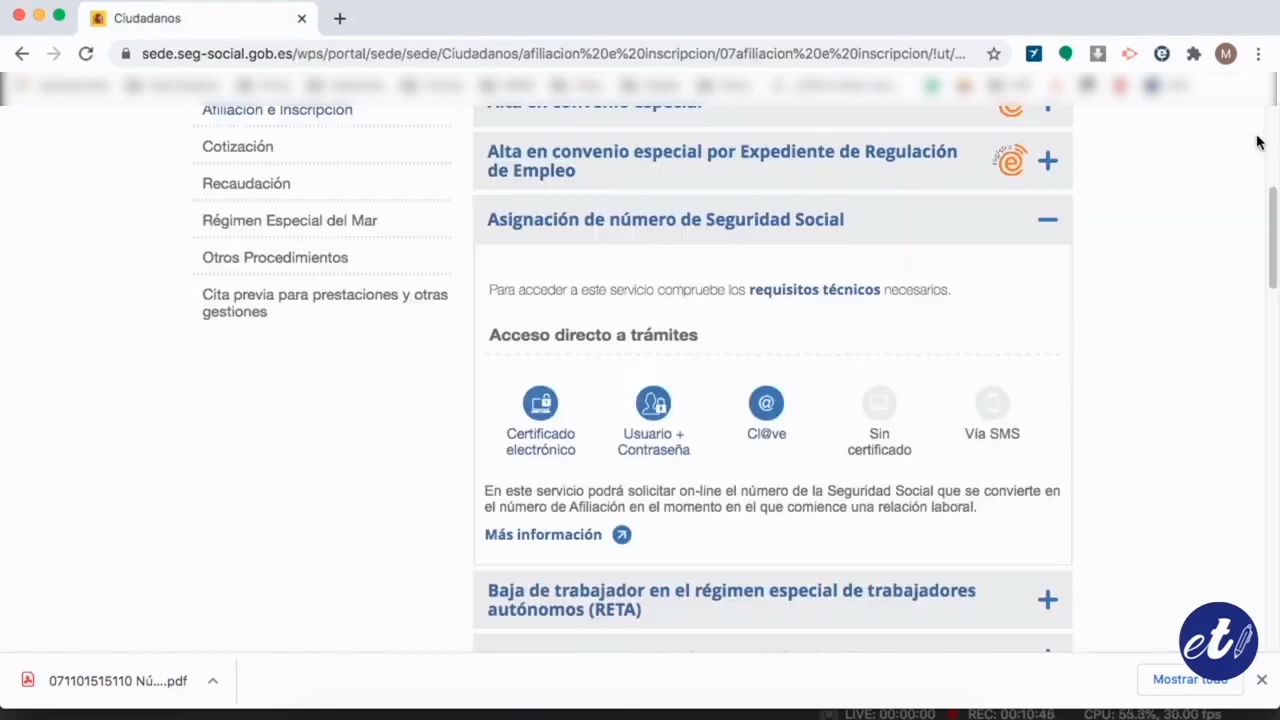 Ciudadanos
sede.seg-social.gob.es/wps/portal/sede/sede/Ciudadanos/afiliacion%20e%20inscripcion/07afiliacion%20e%20inscripcion/!ut/...
M
Afiliación e Inscripción
Cotización
Recaudación
Régimen Especial del Mar
Otros Procedimientos
Cita previa para prestaciones y otras
gestiones
Alta en convenio especial
Alta en convenio especial por Expediente de Regulación
de Empleo
Asignación de número de Seguridad Social
Para acceder a este servicio compruebe los requisitos técnicos necesarios.
Acceso directo a trámites
Certificado
electrónico
Usuario +
Contraseña
Cl@ve
Sin
certificado
Vía SMS
En este servicio podrá solicitar on-line el número de la Seguridad Social que se convierte en
el número de Afiliación en el momento en el que comience una relación laboral.
Más información
Baja de trabajador en el régimen especial de trabajadores
autónomos (RETA)
et
071101515110 Nú....pdf
Mostrar todo
LIVE: 00:00:00 REC: 00:10:46 CPU: 55.3%, 30.00 fps